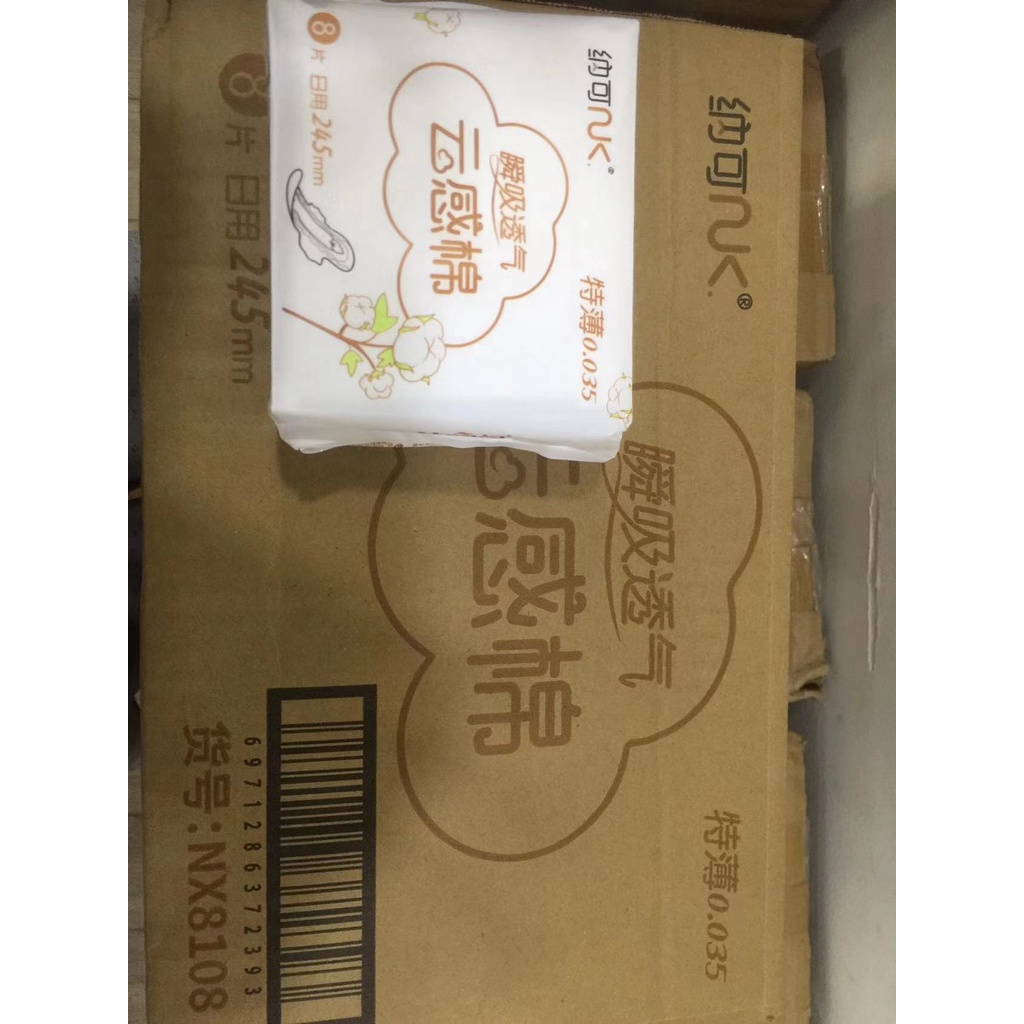 纳可NK.®
瞬吸透气
云感棉
特薄0.035
8片 日用245mm
纳可NK.®
瞬吸透气
云感棉
特薄0.035
8片 日用245mm
6971286372393
货号:NX8108